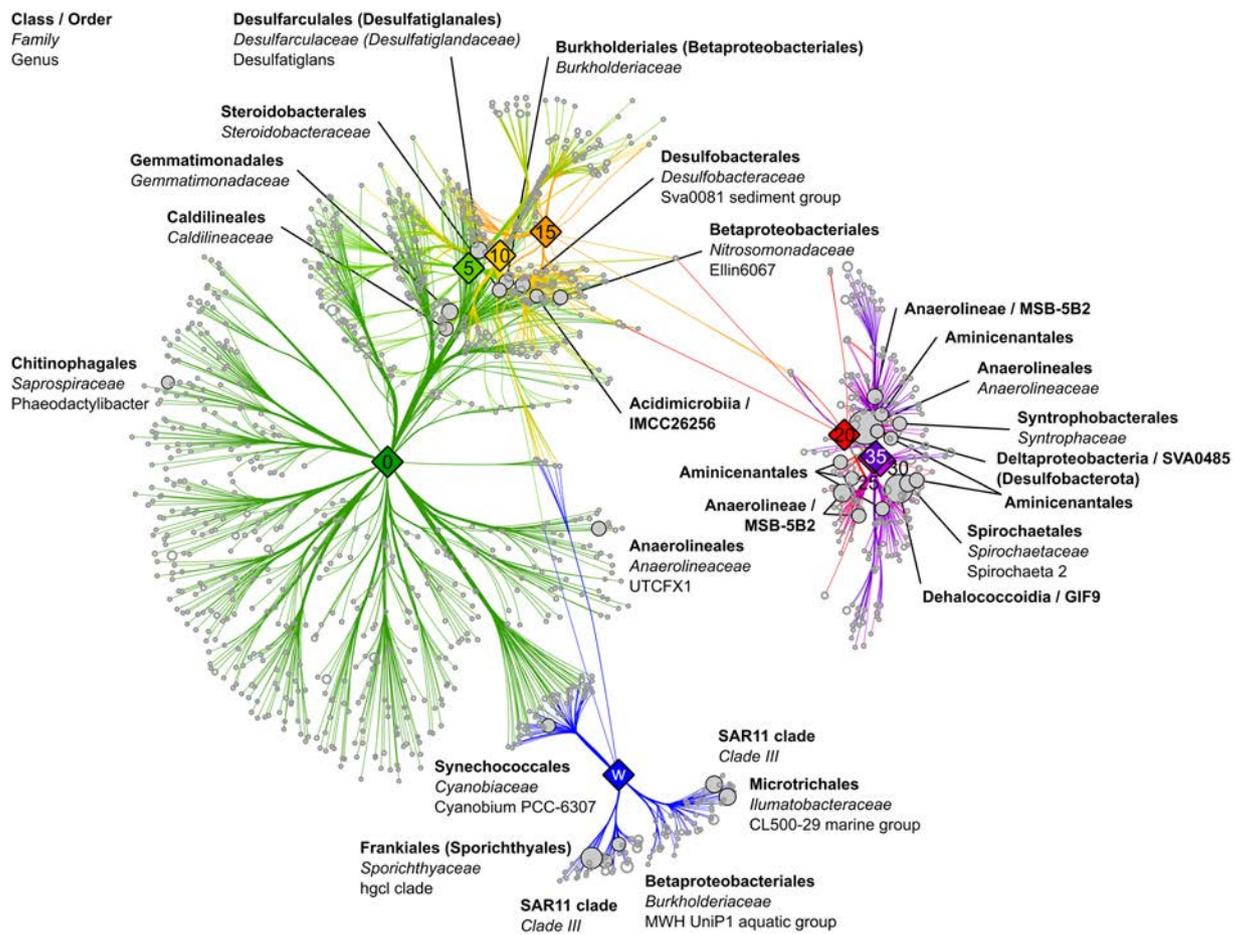 Class / Order
Family
Genus
Desulfarculales (Desulfatiglanales)
Desulfarculaceae (Desulfatiglandaceae)
Desulfatiglans
Burkholderiales (Betaproteobacteriales)
Burkholderiaceae
Steroidobacterales
Steroidobacteraceae
Gemmatimonadales
Gemmatimonadaceae
Desulfobacterales
Desulfobacteraceae
Sva0081 sediment group
Caldilineales
Caldilineaceae
Betaproteobacteriales
Nitrosomonadaceae
Ellin6067
15
10
5
Anaerolineae / MSB-5B2
Aminicenantales
Anaerolineales
Anaerolineaceae
Chitinophagales
Saprospiraceae
Phaeodactylibacter
Acidimicrobiia /
IMCC26256
Syntrophobacterales
Syntrophaceae
20
35
30
25
0
Deltaproteobacteria / SVA0485
(Desulfobacterota)
Aminicenantales
Aminicenantales
Anaerolineae /
MSB-5B2
Spirochaetales
Spirochaetaceae
Spirochaeta 2
Anaerolineales
Anaerolineaceae
UTCFX1
Dehalococcoidia / GIF9
SAR11 clade
Clade III
W
Synechococcales
Cyanobiaceae
Cyanobium PCC-6307
Microtrichales
Ilumatobacteraceae
CL500-29 marine group
Frankiales (Sporichthyales)
Sporichthyaceae
hgcI clade
Betaproteobacteriales
Burkholderiaceae
MWH UniP1 aquatic group
SAR11 clade
Clade III